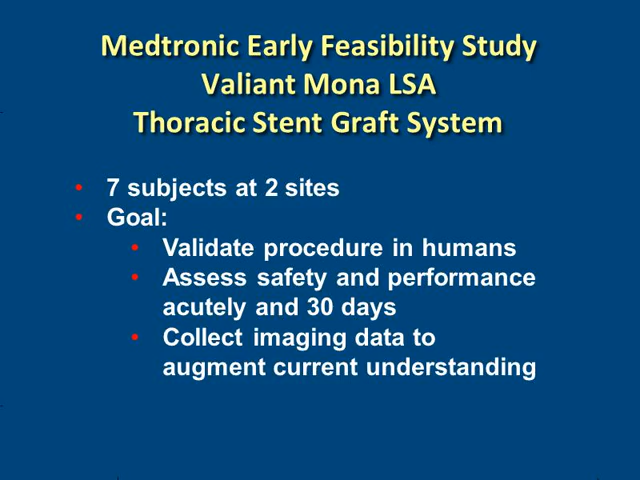 Medtronic Early Feasibility Study
Valiant Mona LSA
Thoracic Stent Graft System
• 7 subjects at 2 sites
• Goal:
• Validate procedure in humans
• Assess safety and performance
acutely and 30 days
• Collect imaging data to
augment current understanding